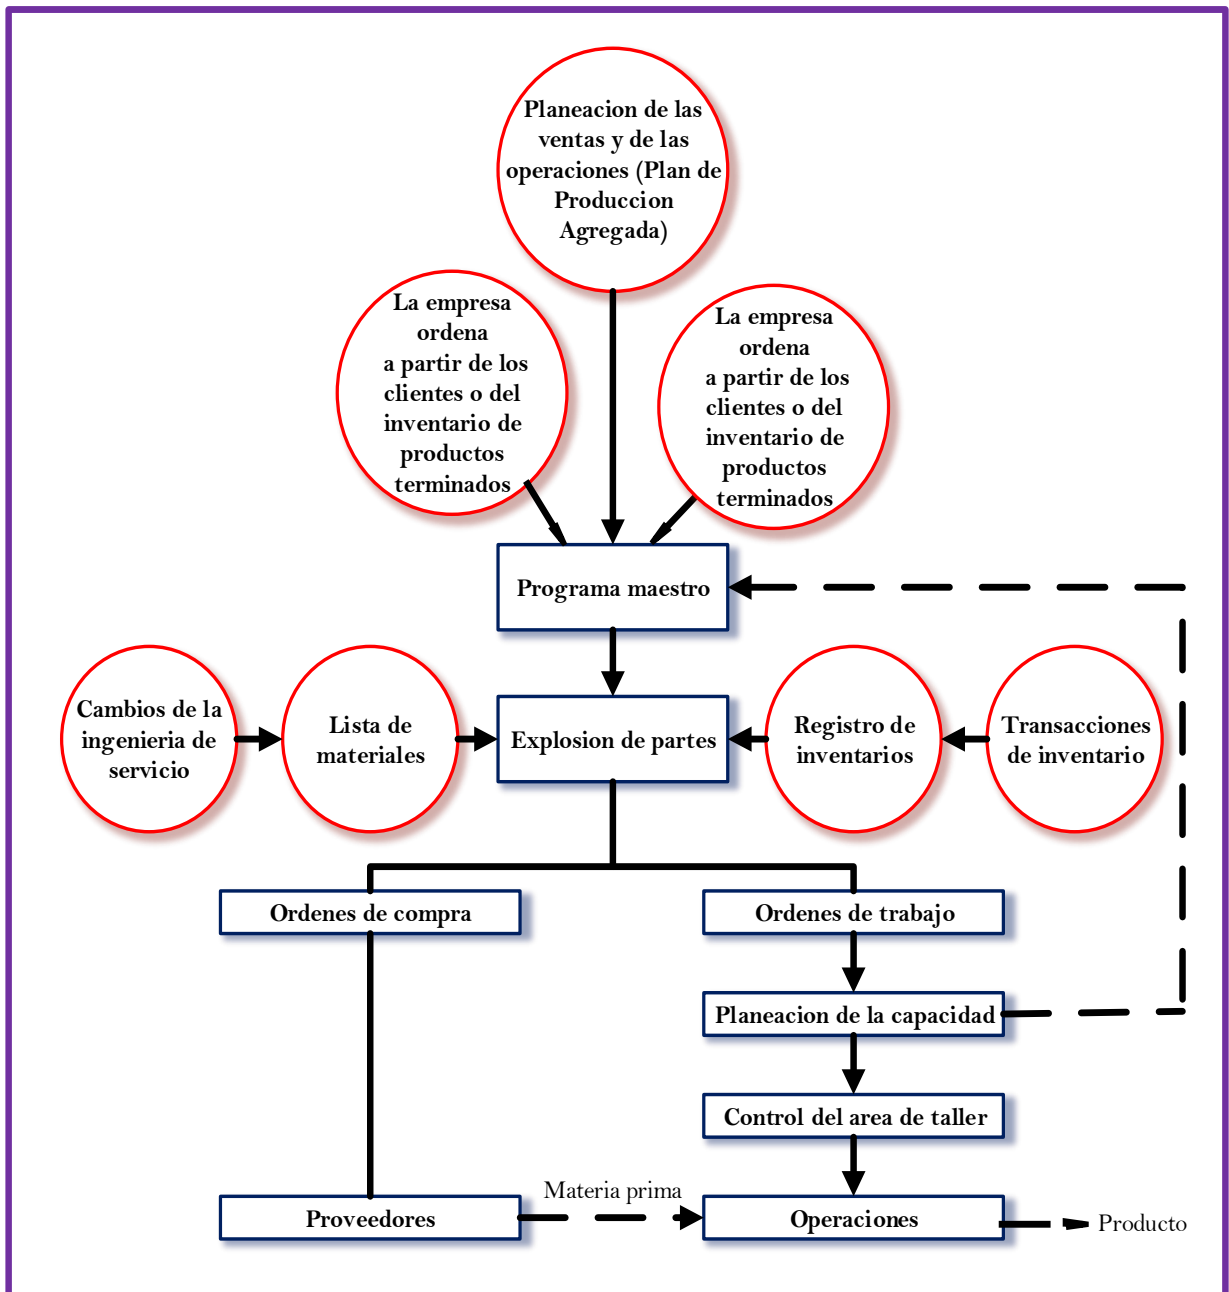 Planeacion de las
ventas y de las
operaciones (Plan de
Produccion
Agregada)
La empresa
ordena
a partir de los
clientes o del
inventario de
productos
terminados
La empresa
ordena
a partir de los
clientes o del
inventario de
productos
terminados
Programa maestro
Cambios de la
ingenieria de
servicio
Lista de
materiales
Explosion de partes
Registro de
inventarios
Transacciones
de inventario
Ordenes de compra
Ordenes de trabajo
Planeacion de la capacidad
Control del area de taller
Proveedores
Materia prima
Operaciones
Producto